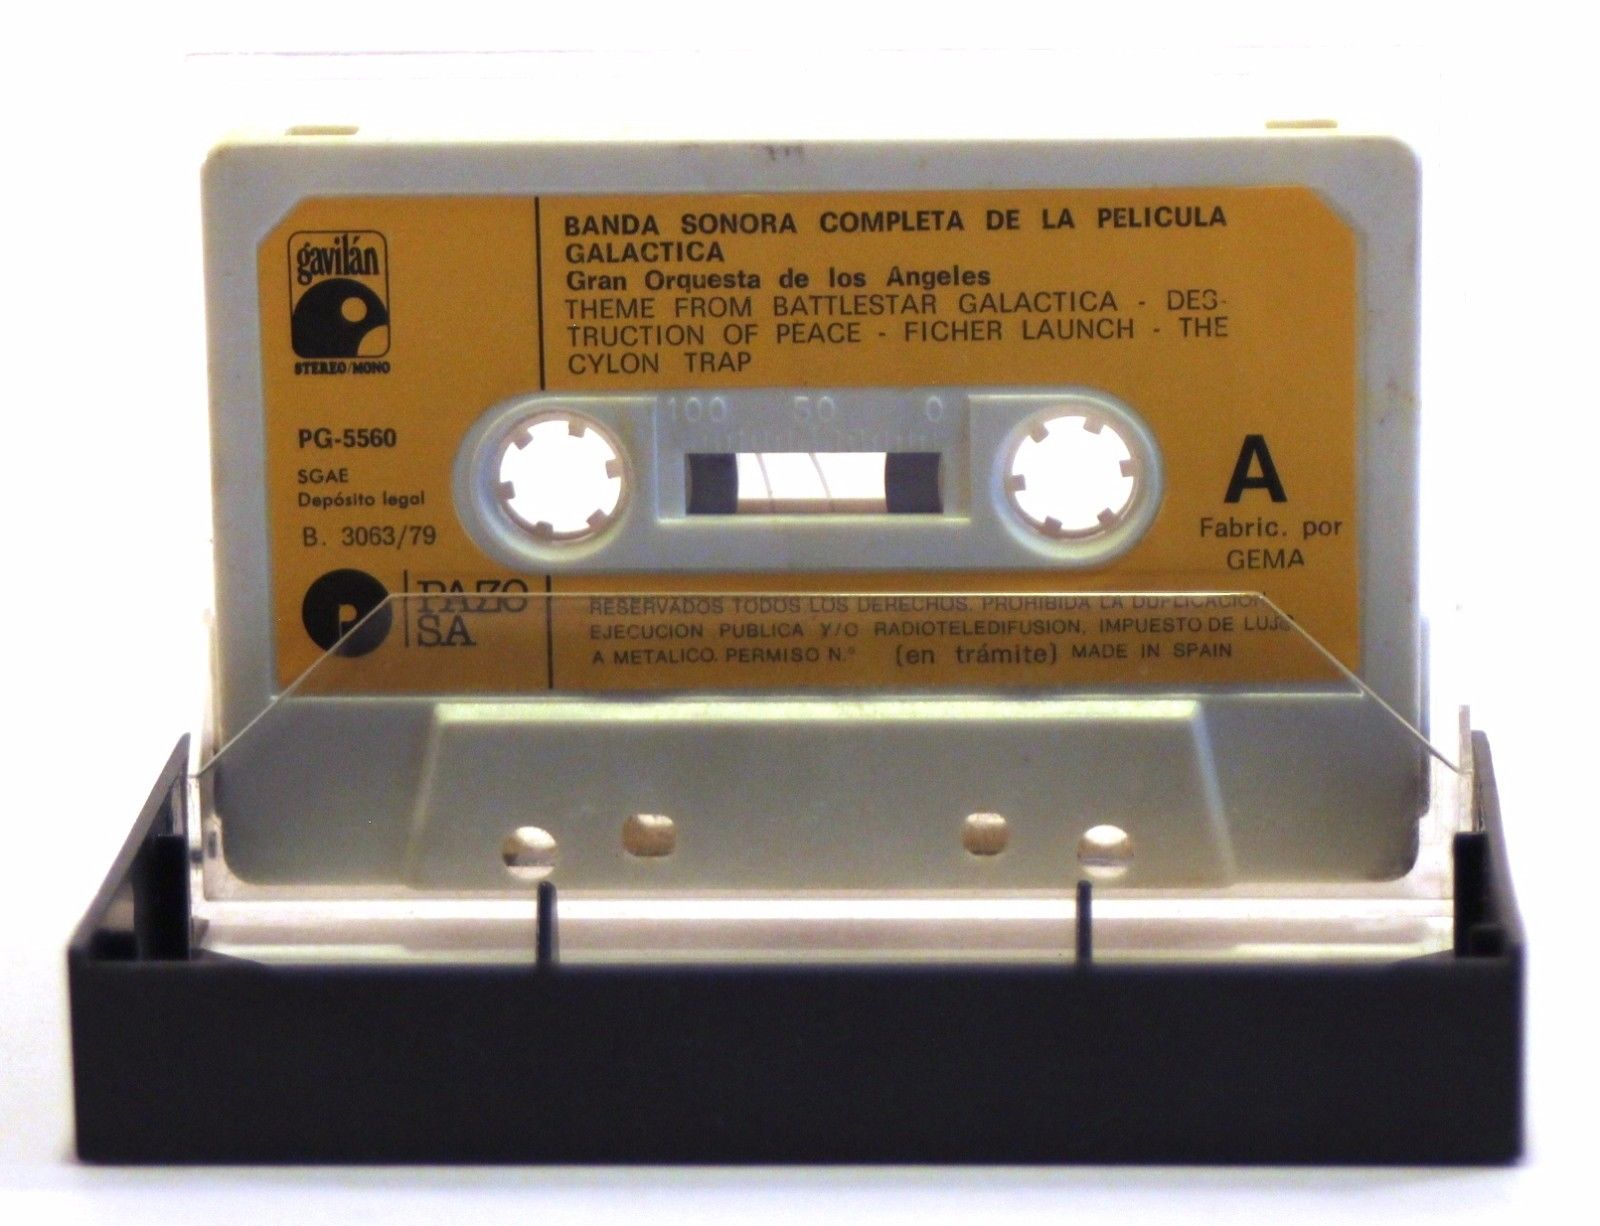 gavilán
STEREO/MONO
BANDA SONORA COMPLETA DE LA PELICULA
GALACTICA
Gran Orquesta de los Angeles
THEME FROM BATTLESTAR GALACTICA - DES-
TRUCTION OF PEACE - FICHER LAUNCH - THE
CYLON TRAP
100 50 0
PG-5560
SGAE
Depósito legal
B. 3063/79
A
Fabric. por
GEMA
P
PAZO
SA
RESERVADOS TODOS LOS DERECHOS. PROHIBIDA LA DUPLICACION
EJECUCION PUBLICA Y/O RADIOTELEDIFUSION. IMPUESTO DE LUJO
A METALICO. PERMISO N.º (en trámite) MADE IN SPAIN